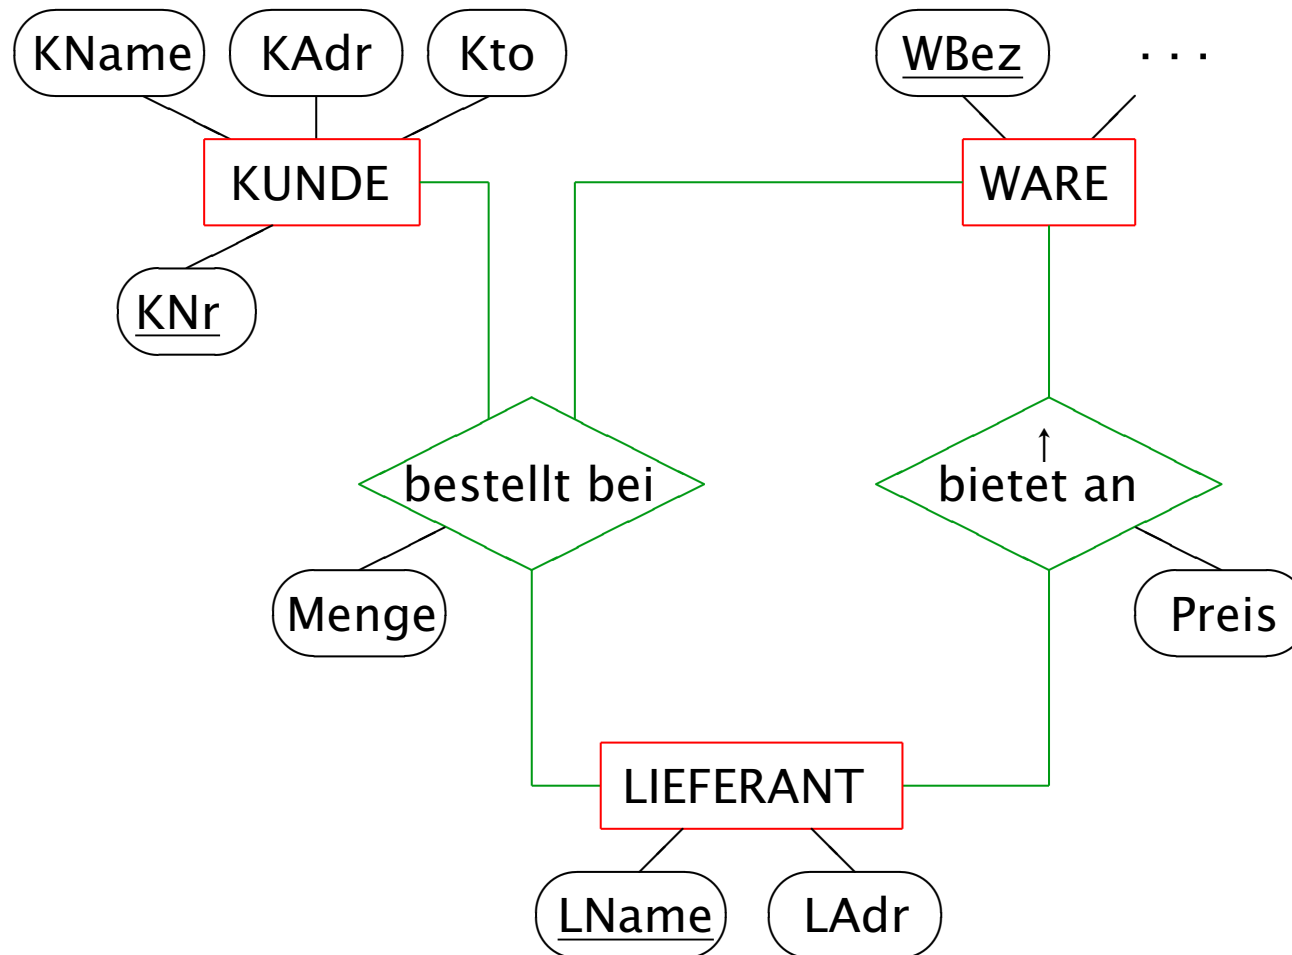 KName KAdr Kto WBez . . .
KUNDE WARE
KNr
↑
bestellt bei bietet an
Menge Preis
LIEFERANT
LName LAdr